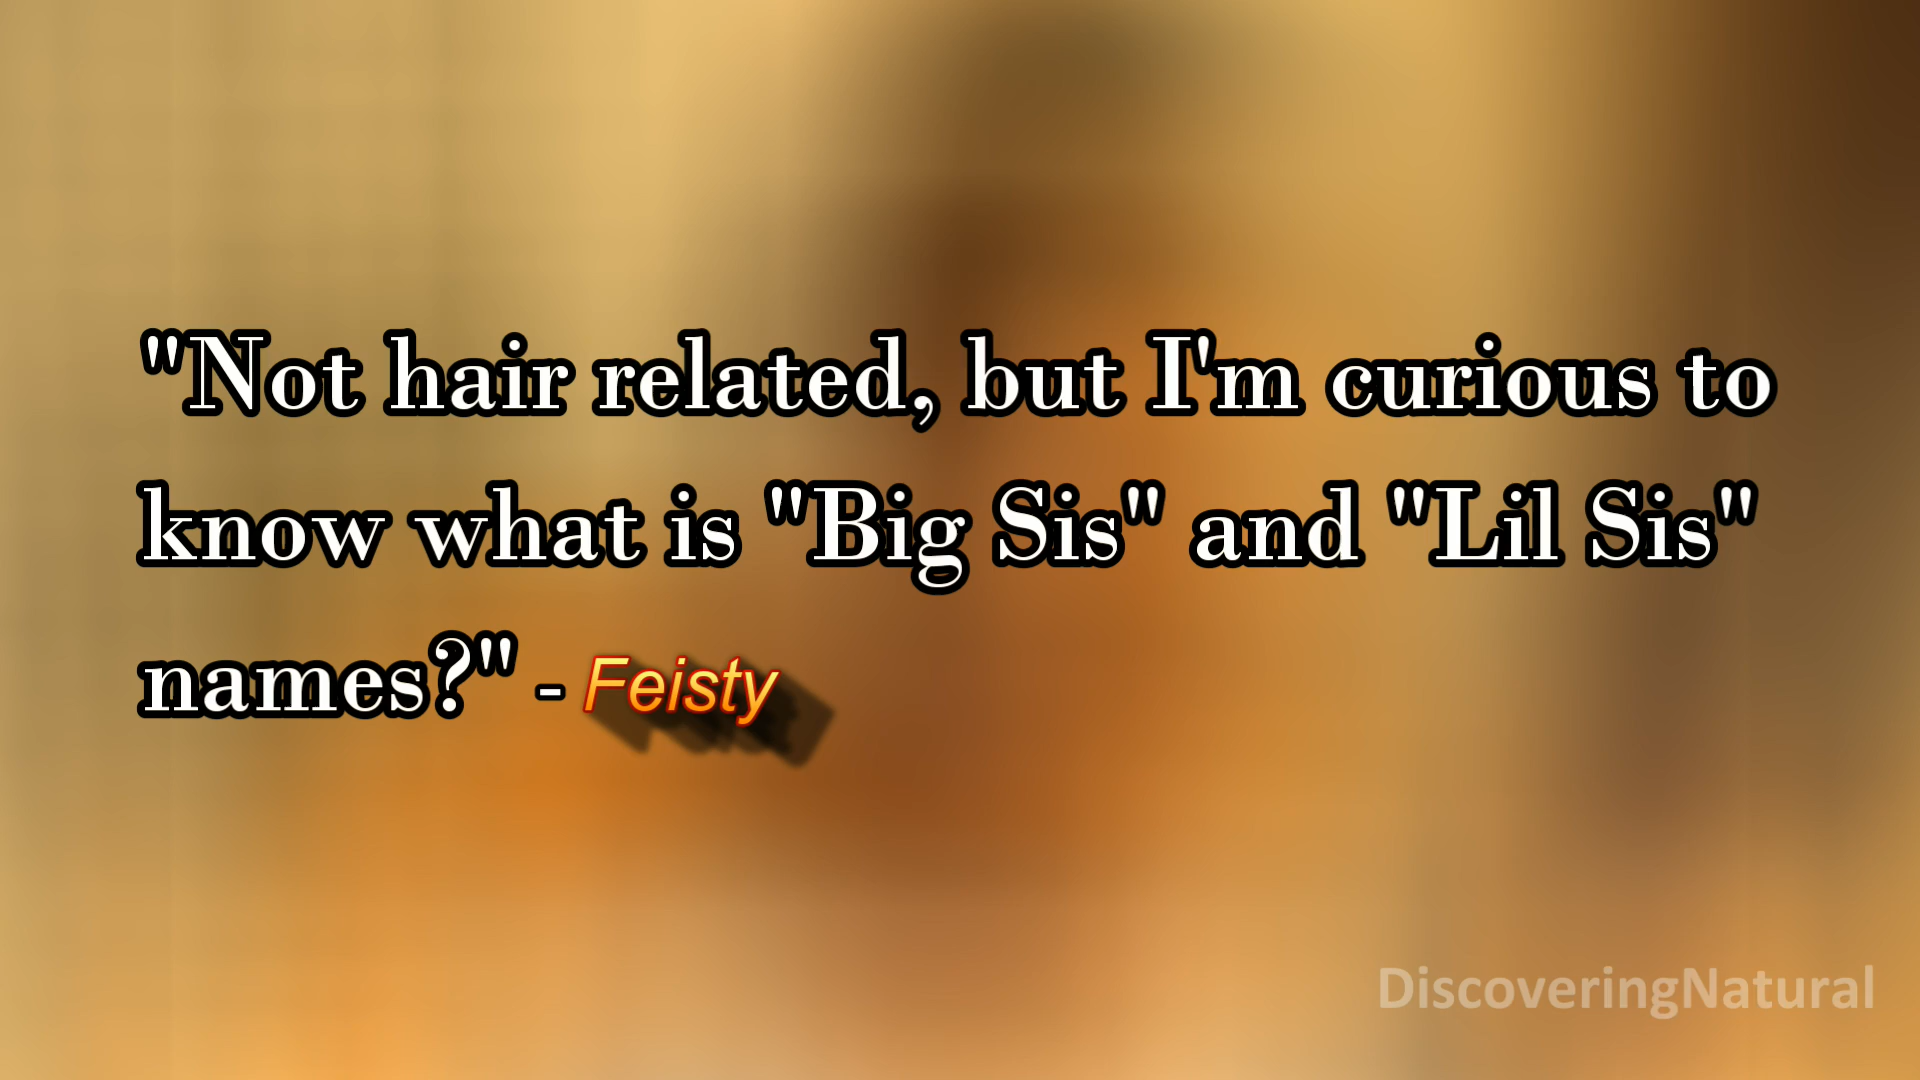 "Not hair related, but I'm curious to
know what is "Big Sis" and "Lil Sis"
names?" - Feisty
DiscoveringNatural